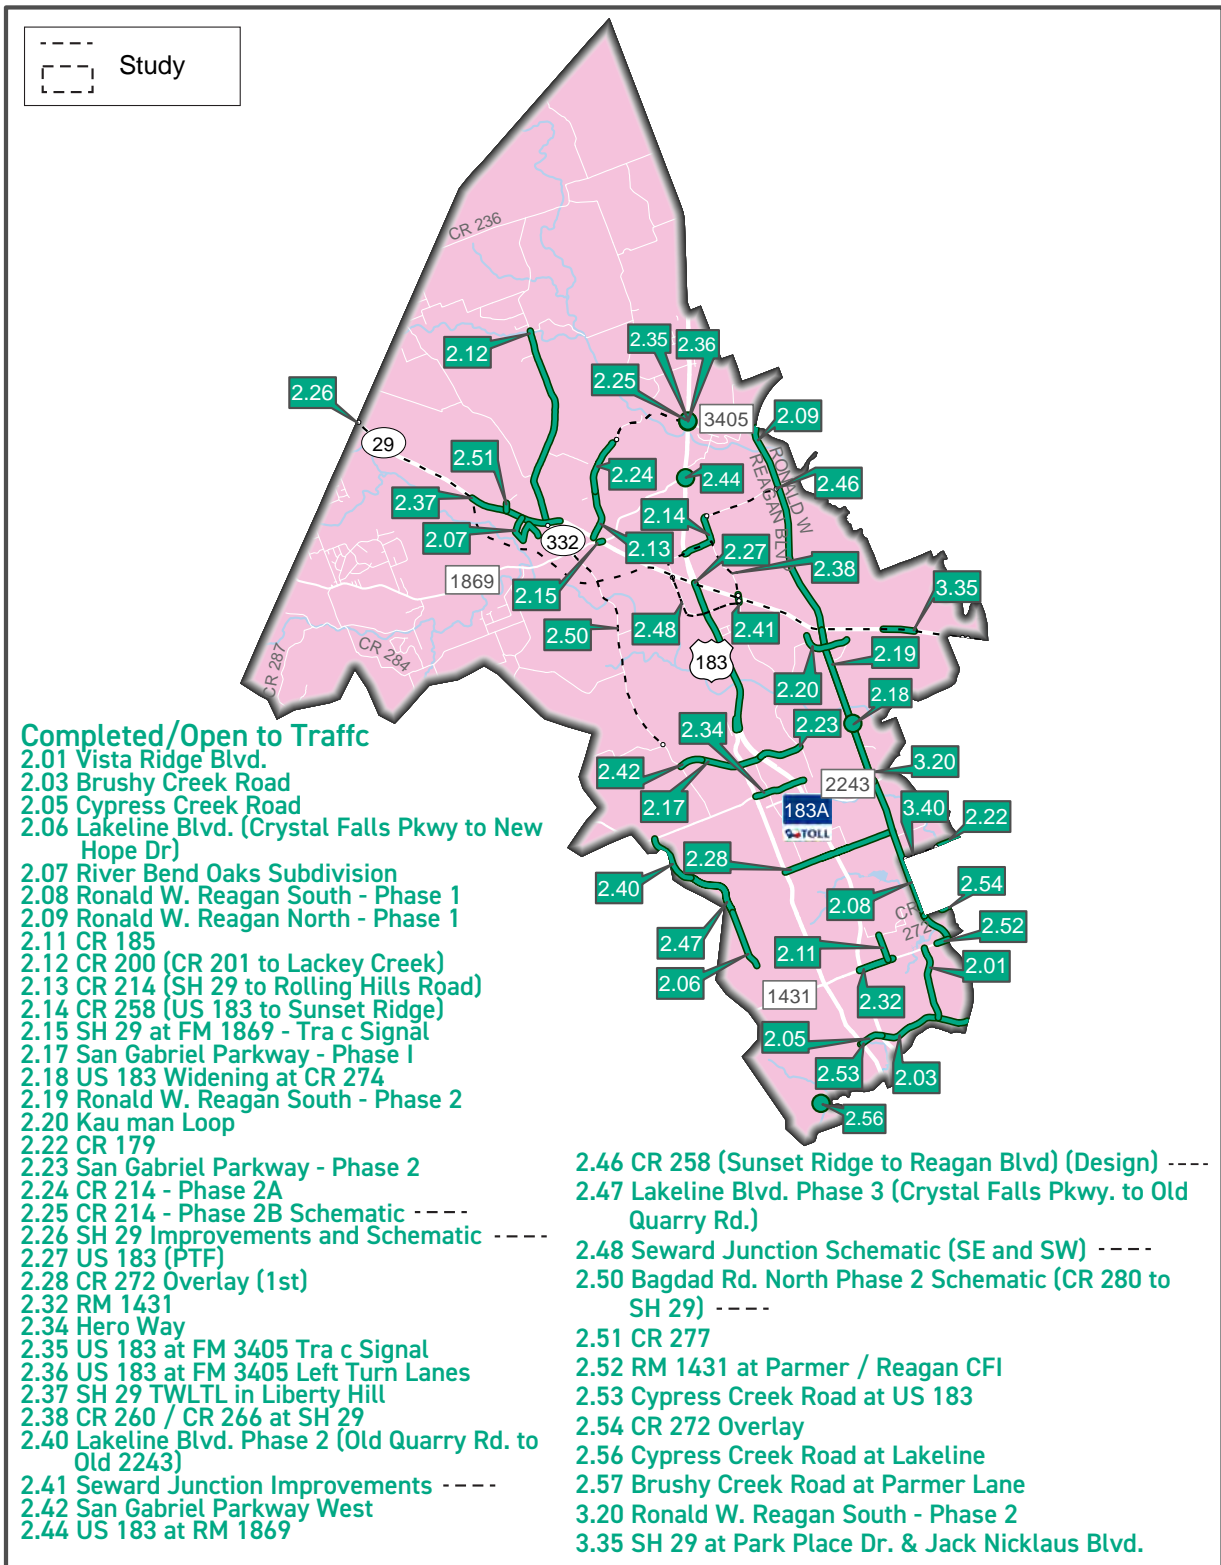 Study
CR 236
2.12
2.35
2.36
2.25
2.26
3405
2.09
29
2.51
2.24
2.44
RONALD W
REAGAN BLV
2.46
2.37
2.14
2.07
332
2.13
2.27
2.38
1869
2.15
3.35
2.50
2.48
2.41
CR 284
CR 287
183
2.19
2.20
2.18
2.34
2.23
2.42
3.20
2243
2.17
183A
TOLL
3.40
2.22
2.28
2.40
2.54
2.08
CR
272
2.52
2.47
2.11
2.01
2.06
1431
2.32
2.05
2.53
2.03
2.56
Completed/Open to Traffc
2.01 Vista Ridge Blvd.
2.03 Brushy Creek Road
2.05 Cypress Creek Road
2.06 Lakeline Blvd. (Crystal Falls Pkwy to New
Hope Dr)
2.07 River Bend Oaks Subdivision
2.08 Ronald W. Reagan South - Phase 1
2.09 Ronald W. Reagan North - Phase 1
2.11 CR 185
2.12 CR 200 (CR 201 to Lackey Creek)
2.13 CR 214 (SH 29 to Rolling Hills Road)
2.14 CR 258 (US 183 to Sunset Ridge)
2.15 SH 29 at FM 1869 - Tra c Signal
2.17 San Gabriel Parkway - Phase I
2.18 US 183 Widening at CR 274
2.19 Ronald W. Reagan South - Phase 2
2.20 Kau man Loop
2.22 CR 179
2.23 San Gabriel Parkway - Phase 2
2.24 CR 214 - Phase 2A
2.25 CR 214 - Phase 2B Schematic ----
2.26 SH 29 Improvements and Schematic ----
2.27 US 183 (PTF)
2.28 CR 272 Overlay (1st)
2.32 RM 1431
2.34 Hero Way
2.35 US 183 at FM 3405 Tra c Signal
2.36 US 183 at FM 3405 Left Turn Lanes
2.37 SH 29 TWLTL in Liberty Hill
2.38 CR 260 / CR 266 at SH 29
2.40 Lakeline Blvd. Phase 2 (Old Quarry Rd. to
Old 2243)
2.41 Seward Junction Improvements ----
2.42 San Gabriel Parkway West
2.44 US 183 at RM 1869
2.46 CR 258 (Sunset Ridge to Reagan Blvd) (Design) ----
2.47 Lakeline Blvd. Phase 3 (Crystal Falls Pkwy. to Old
Quarry Rd.)
2.48 Seward Junction Schematic (SE and SW) ----
2.50 Bagdad Rd. North Phase 2 Schematic (CR 280 to
SH 29) ----
2.51 CR 277
2.52 RM 1431 at Parmer / Reagan CFI
2.53 Cypress Creek Road at US 183
2.54 CR 272 Overlay
2.56 Cypress Creek Road at Lakeline
2.57 Brushy Creek Road at Parmer Lane
3.20 Ronald W. Reagan South - Phase 2
3.35 SH 29 at Park Place Dr. & Jack Nicklaus Blvd.